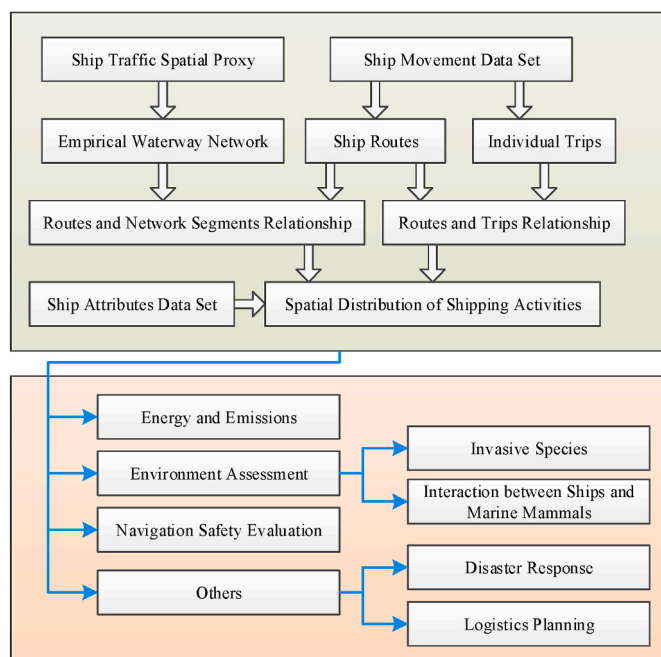 Ship Traffic Spatial Proxy
Ship Movement Data Set
Empirical Waterway Network
Ship Routes
Individual Trips
Routes and Network Segments Relationship
Routes and Trips Relationship
Ship Attributes Data Set
Spatial Distribution of Shipping Activities
Energy and Emissions
Environment Assessment
Invasive Species
Interaction between Ships and
Marine Mammals
Navigation Safety Evaluation
Others
Disaster Response
Logistics Planning